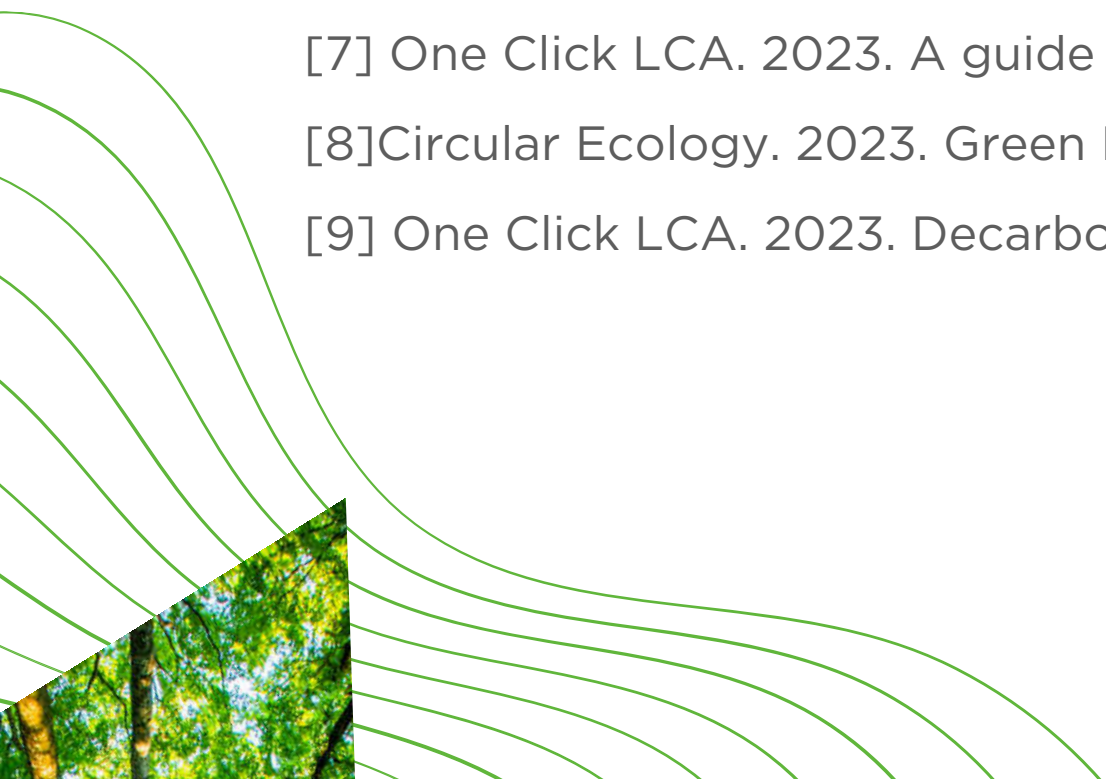 [7] One Click LCA. 2023. A guide
[8]Circular Ecology. 2023. Green
[9] One Click LCA. 2023. Decarbo